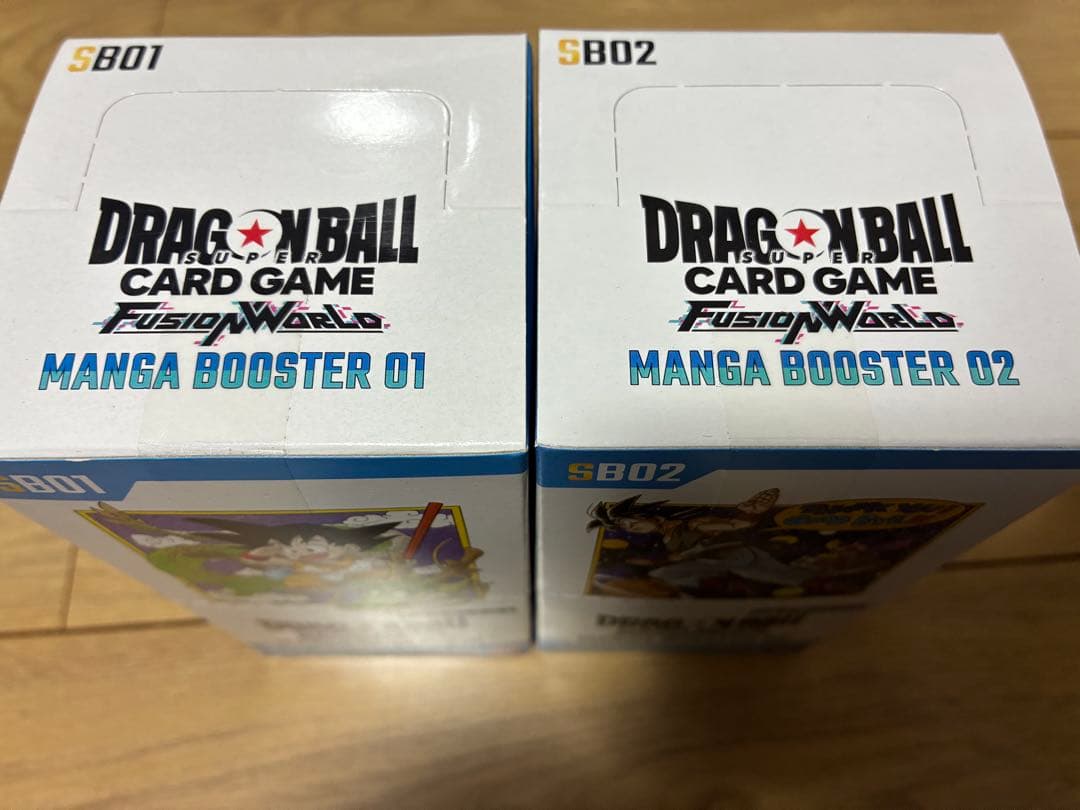 SB01
DRAGON BALL
SUPER
CARD GAME
FUSION WORLD
MANGA BOOSTER 01
SB01
SB02
DRAGON BALL
SUPER
CARD GAME
FUSION WORLD
MANGA BOOSTER 02
SB02